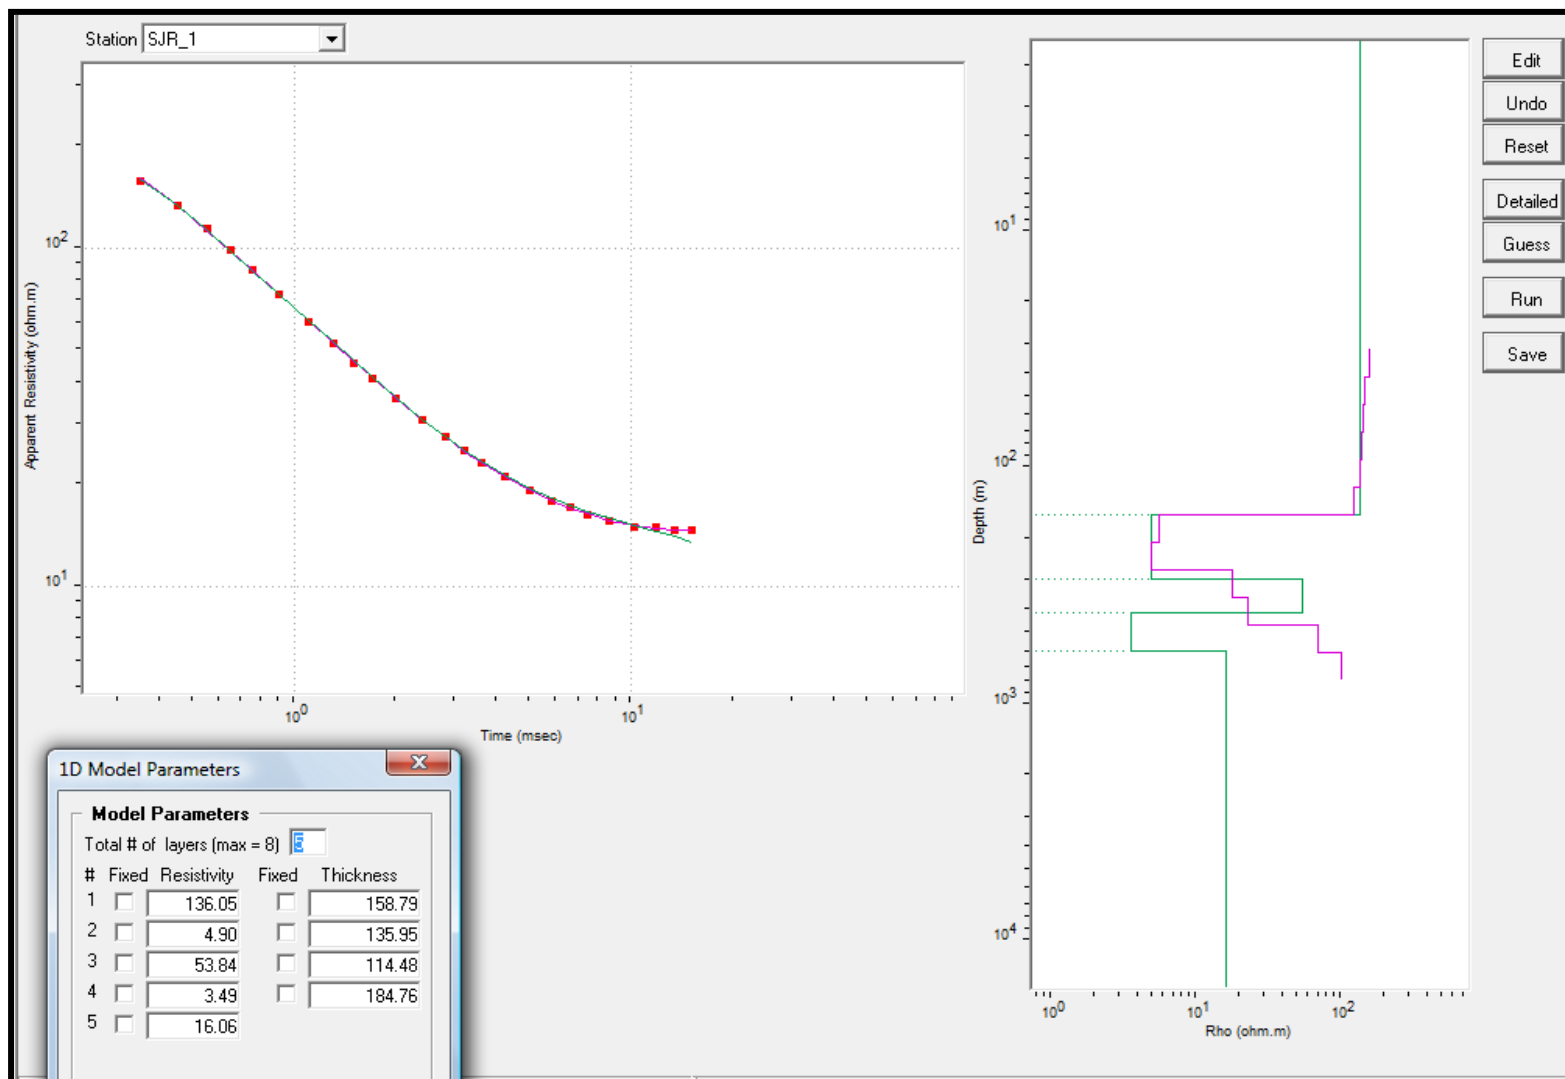 Station SJR_1
Edit
Undo
Reset
Detailed
Guess
Run
Save
Apparent Resistivity (ohm.m)
10²
10¹
10⁰ 10¹
Time (msec)
Depth (m)
10¹
10²
10³
10⁴
10⁰ 10¹ 10²
Rho (ohm.m)
1D Model Parameters
Model Parameters
Total # of layers (max = 8) 5
# Fixed Resistivity Fixed Thickness
1 136.05 158.79
2 4.90 135.95
3 53.84 114.48
4 3.49 184.76
5 16.06